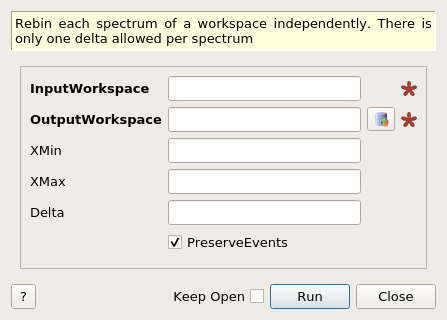 Rebin each spectrum of a workspace independently. There is
only one delta allowed per spectrum
InputWorkspace
OutputWorkspace
XMin
XMax
Delta
PreserveEvents
? Keep Open Run Close